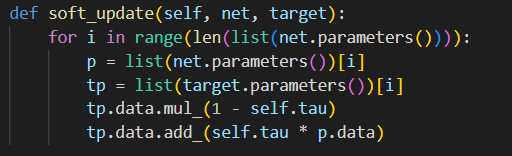 def soft_update(self, net, target):
    for i in range(len(list(net.parameters()))):
        p = list(net.parameters())[i]
        tp = list(target.parameters())[i]
        tp.data.mul_(1 - self.tau)
        tp.data.add_(self.tau * p.data)